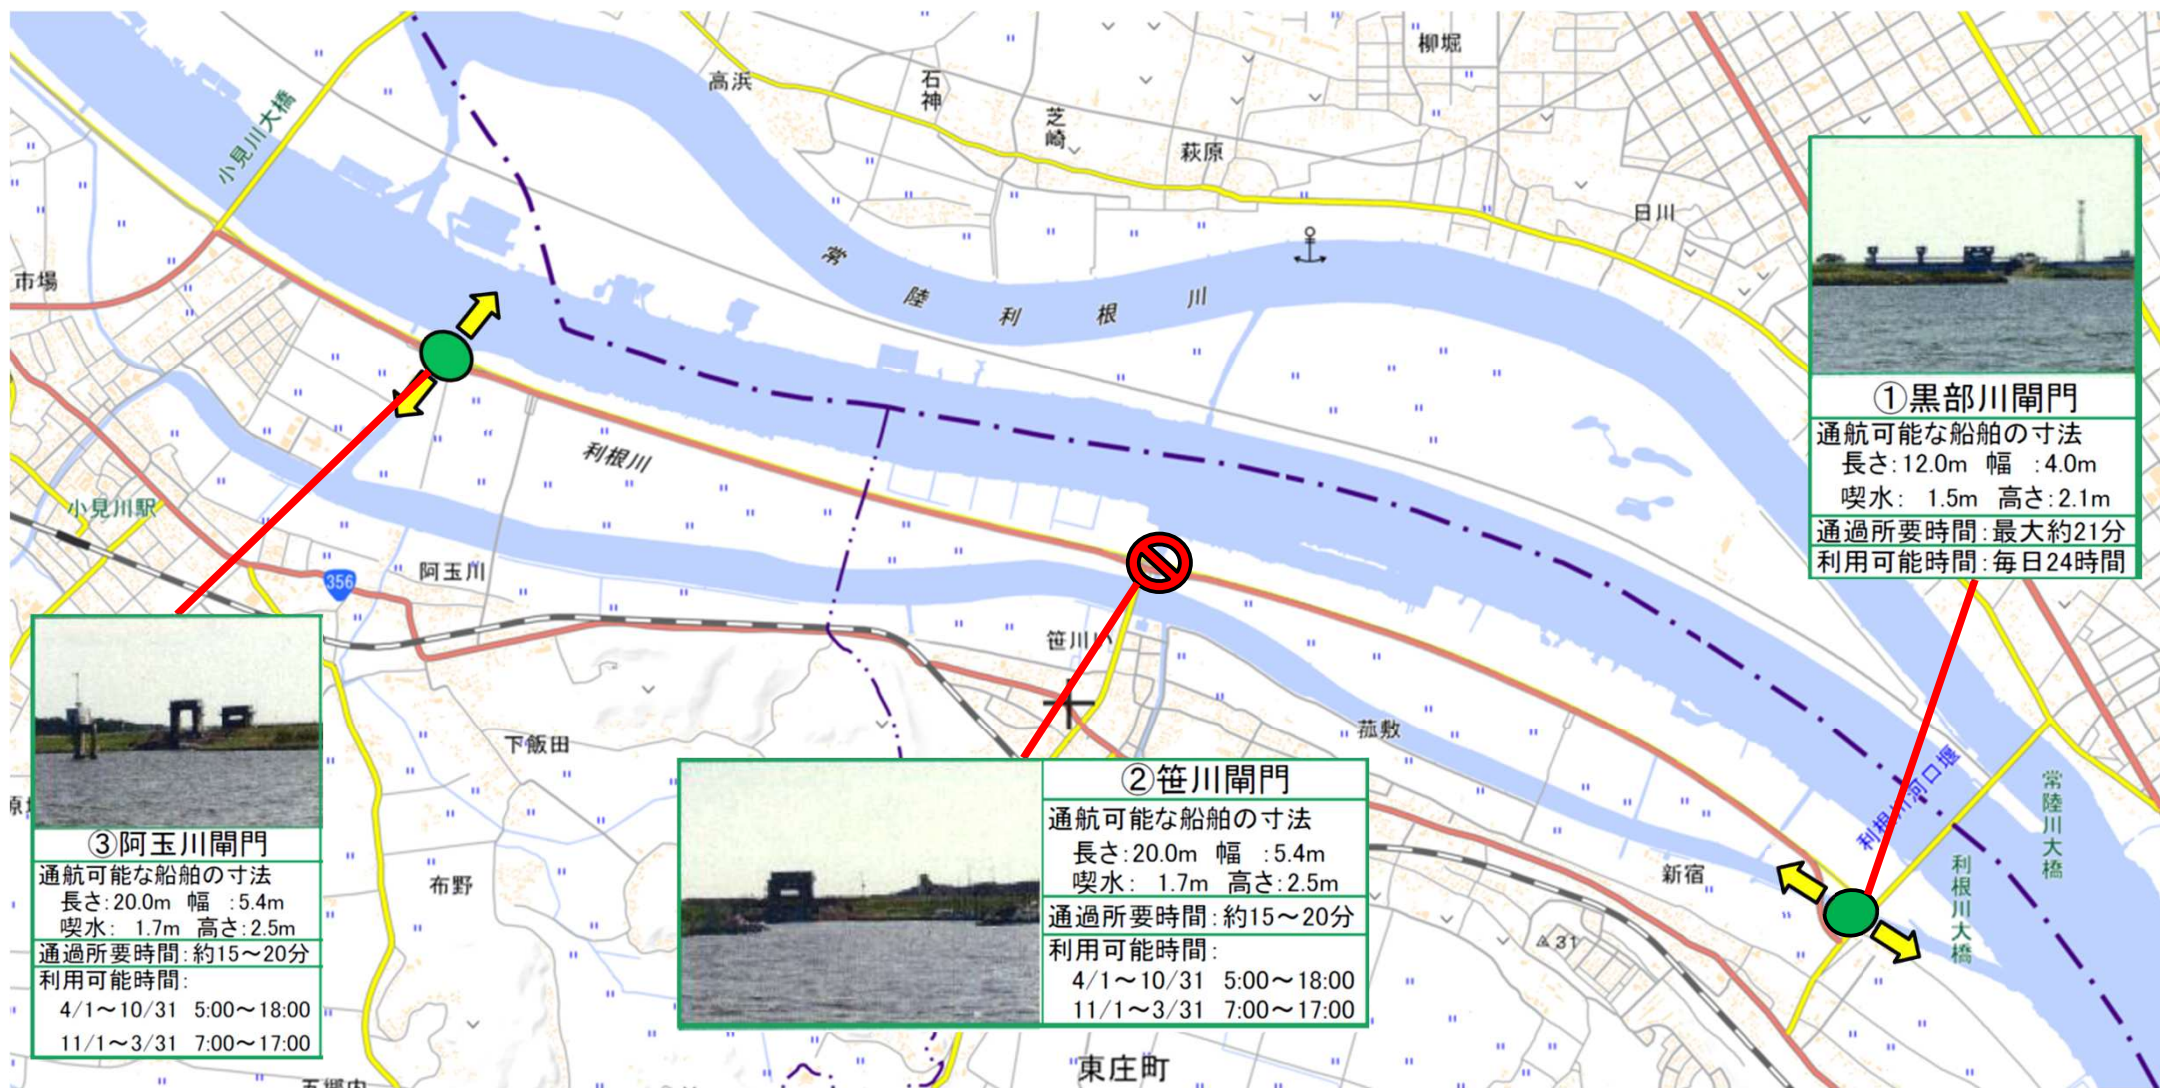 柳堀
高浜
石神
芝崎
萩原
日川
小見川大橋
市場
常陸利根川
利根川
小見川駅
阿玉川
356
下飯田
布野
菰敷
新宿
31
利根川河口堰
常陸川大橋
利根川大橋
東庄町
①黒部川閘門
通航可能な船舶の寸法
長さ:12.0m 幅 :4.0m
喫水: 1.5m 高さ:2.1m
通過所要時間:最大約21分
利用可能時間:毎日24時間
②笹川閘門
通航可能な船舶の寸法
長さ:20.0m 幅 :5.4m
喫水: 1.7m 高さ:2.5m
通過所要時間:約15~20分
利用可能時間:
4/1~10/31 5:00~18:00
11/1~3/31 7:00~17:00
③阿玉川閘門
通航可能な船舶の寸法
長さ:20.0m 幅 :5.4m
喫水: 1.7m 高さ:2.5m
通過所要時間:約15~20分
利用可能時間:
4/1~10/31 5:00~18:00
11/1~3/31 7:00~17:00